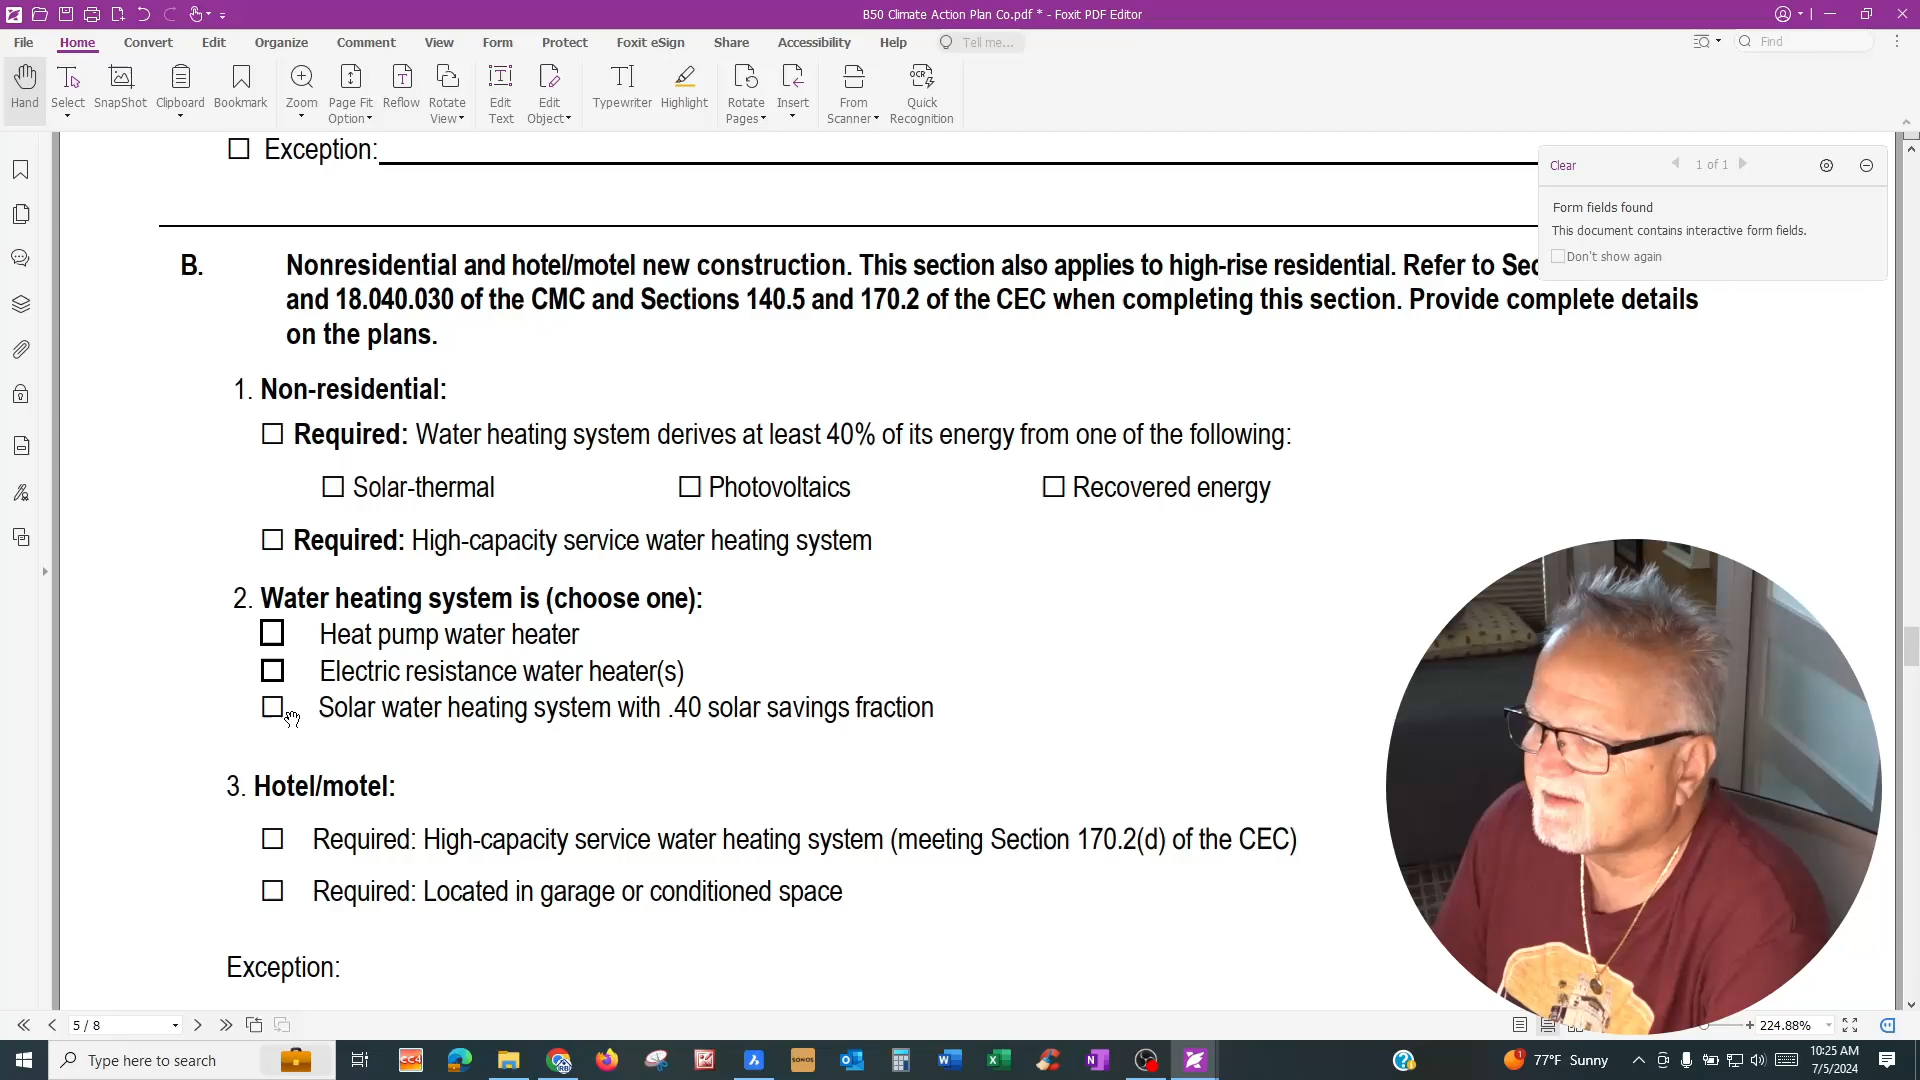 B50 Climate Action Plan Co.pdf * - Foxit PDF Editor
File Home Convert Edit Organize Comment View Form Protect Foxit eSign Share Accessibility Help Tell me... Find
Hand Select SnapShot Clipboard Bookmark Zoom Page Fit Option Reflow Rotate View Edit Text Edit Object Typewriter Highlight Rotate Pages Insert From Scanner Quick Recognition
OCR
☐ Exception:
Clear 1 of 1
Form fields found
This document contains interactive form fields.
Don't show again
B. Nonresidential and hotel/motel new construction. This section also applies to high-rise residential. Refer to Sec
and 18.040.030 of the CMC and Sections 140.5 and 170.2 of the CEC when completing this section. Provide complete details
on the plans.
1. Non-residential:
☐ Required: Water heating system derives at least 40% of its energy from one of the following:
☐ Solar-thermal ☐ Photovoltaics ☐ Recovered energy
☐ Required: High-capacity service water heating system
2. Water heating system is (choose one):
☐ Heat pump water heater
☐ Electric resistance water heater(s)
☐ Solar water heating system with .40 solar savings fraction
3. Hotel/motel:
☐ Required: High-capacity service water heating system (meeting Section 170.2(d) of the CEC)
☐ Required: Located in garage or conditioned space
Exception:
5 / 8 224.88%
Type here to search CC4 SONOS 1 77°F Sunny 10:25 AM
7/5/2024